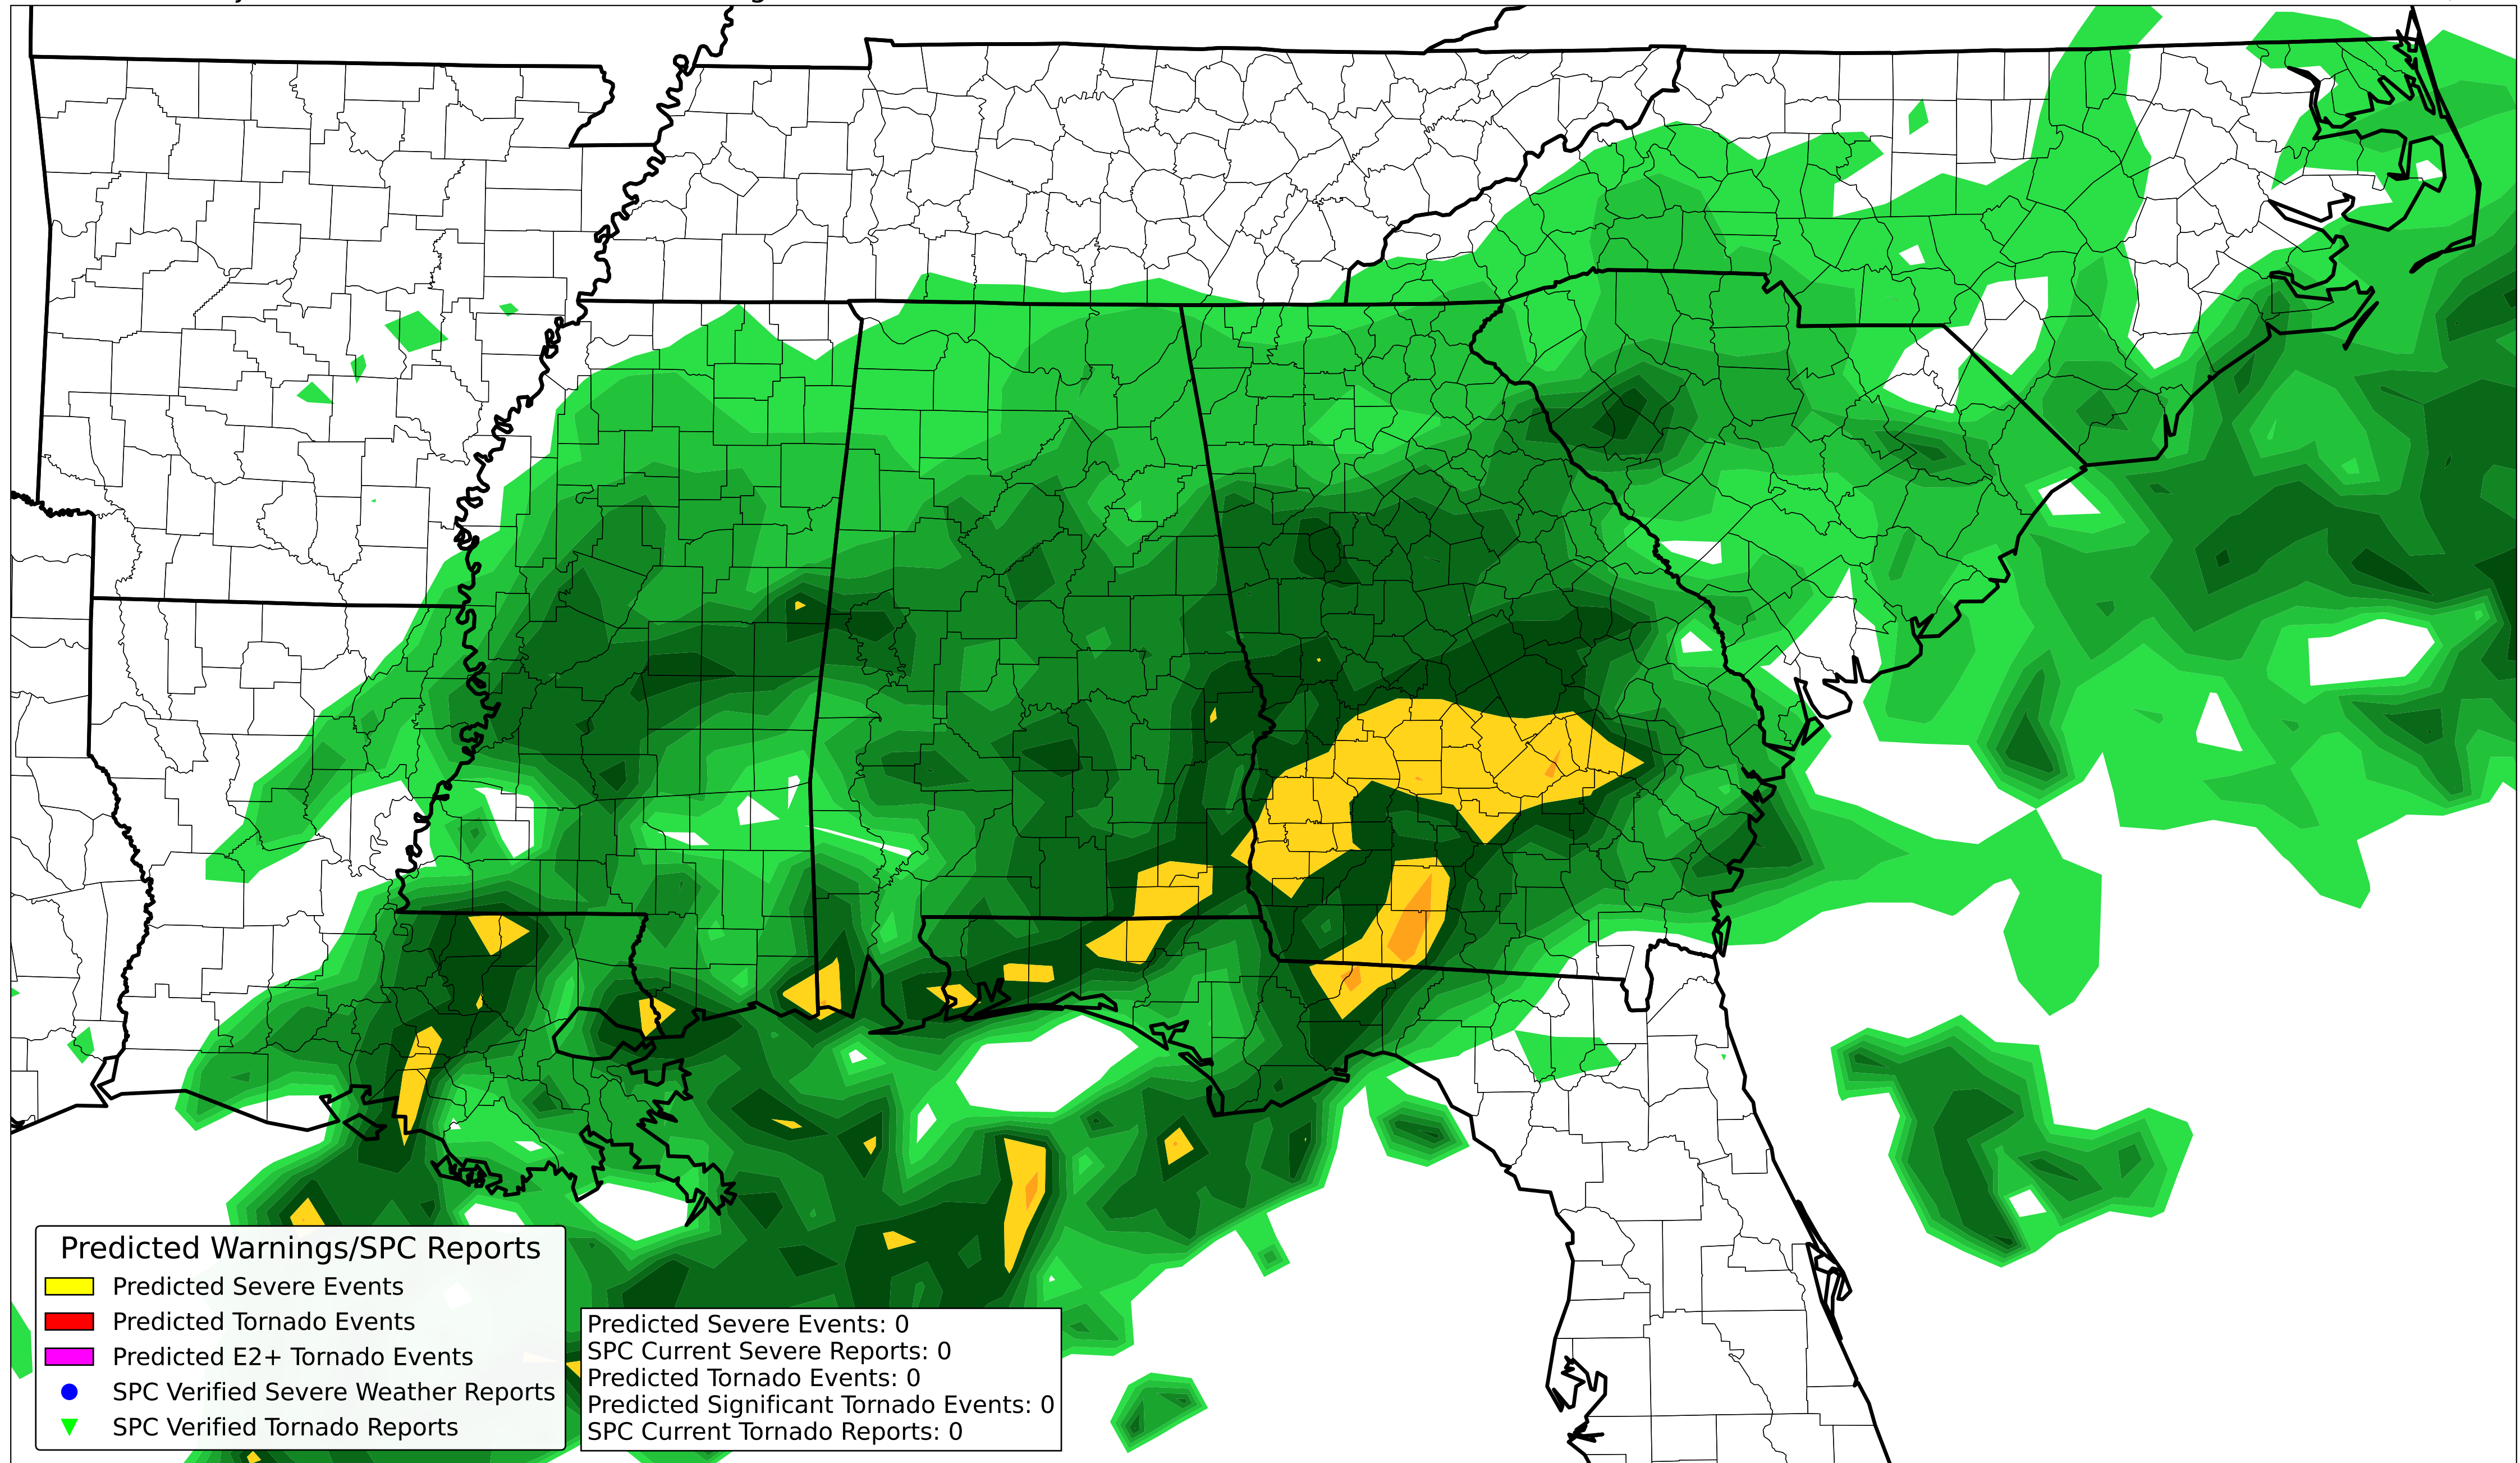 Predicted Warnings/SPC Reports
Predicted Severe Events
Predicted Tornado Events
Predicted E2+ Tornado Events
SPC Verified Severe Weather Reports
SPC Verified Tornado Reports
Predicted Severe Events: 0
SPC Current Severe Reports: 0
Predicted Tornado Events: 0
Predicted Significant Tornado Events: 0
SPC Current Tornado Reports: 0